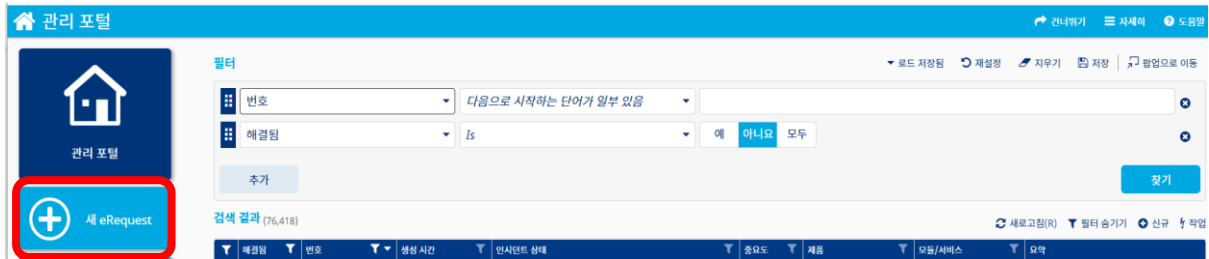 관리 포털
건너뛰기 자세히 도움말
필터
로드 저장됨 재설정 지우기 저장 팝업으로 이동
번호 다음으로 시작하는 단어가 일부 있음
해결됨 Is 예 아니요 모두
관리 포털
추가 찾기
새 eRequest
검색 결과 (76,418)
새로고침(R) 필터 숨기기 신규 작업
해결됨 번호 생성 시간 인시던트 상태 중요도 제품 모듈/서비스 요약